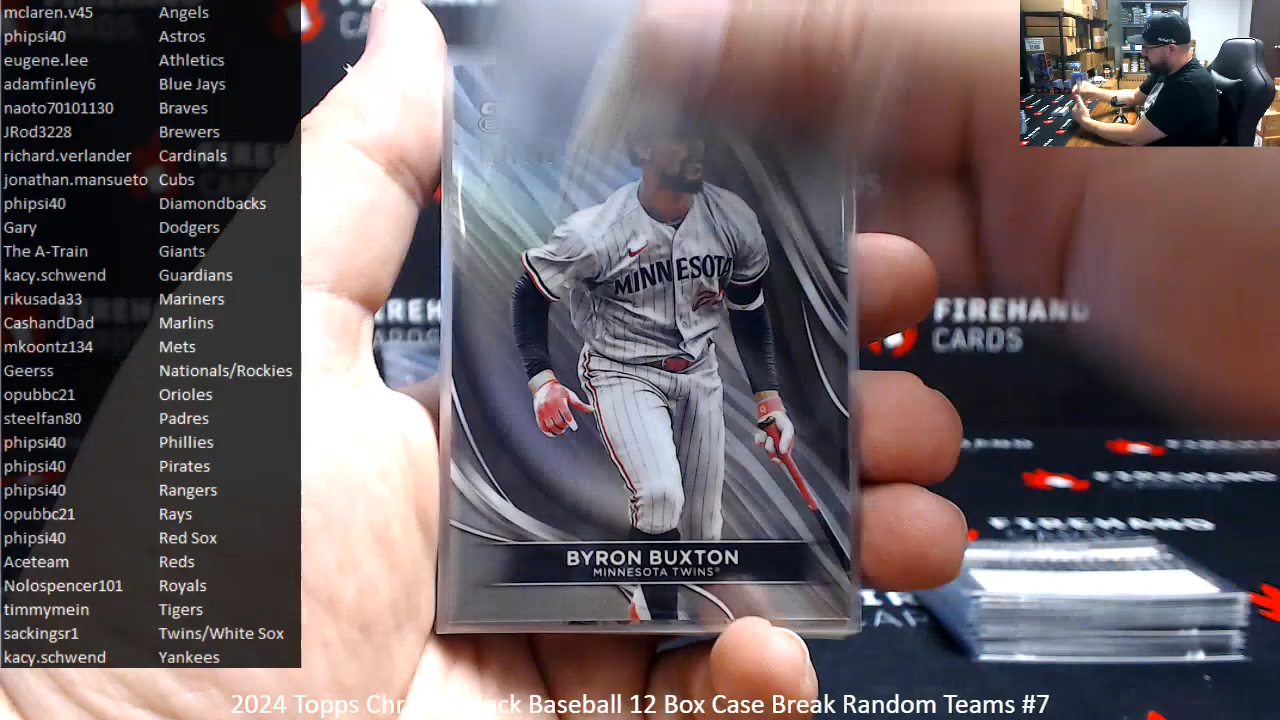 mclaren.v45 Angels
phipsi40 Astros
eugene.lee Athletics
adamfinley6 Blue Jays
naoto70101130 Braves
JRod3228 Brewers
richard.verlander Cardinals
jonathan.mansueto Cubs
phipsi40 Diamondbacks
Gary Dodgers
The A-Train Giants
kacy.schwend Guardians
rikusada33 Mariners
CashandDad Marlins
mkoontz134 Mets
Geerss Nationals/Rockies
opubbc21 Orioles
steelfan80 Padres
phipsi40 Phillies
phipsi40 Pirates
phipsi40 Rangers
opubbc21 Rays
phipsi40 Red Sox
Aceteam Reds
Nolospencer101 Royals
timmymein Tigers
sackingsr1 Twins/White Sox
kacy.schwend Yankees
MINNESOTA
BYRON BUXTON
MINNESOTA TWINS
FIREHAND
CARDS
FIREHAND
2024 Topps Baseball 12 Box Case Break Random Teams #7